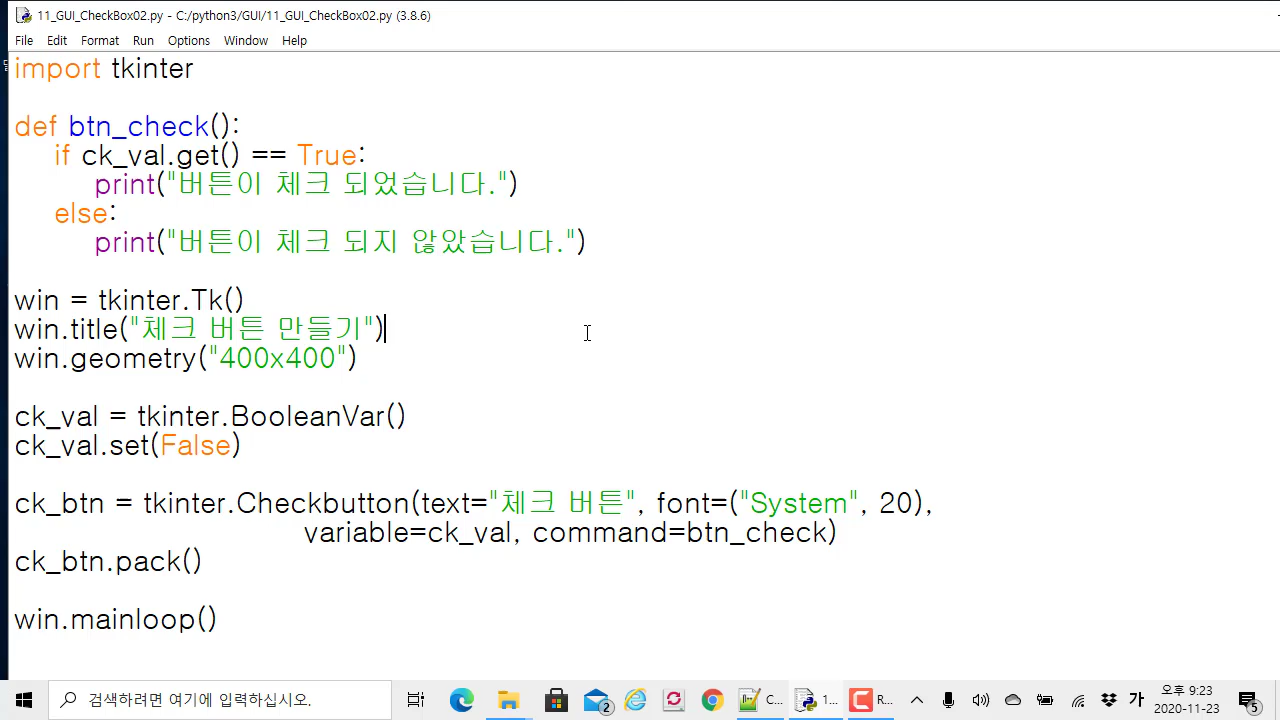 11_GUI_CheckBox02.py - C:/python3/GUI/11_GUI_CheckBox02.py (3.8.6)
File Edit Format Run Options Window Help
import tkinter
def btn_check():
if ck_val.get() == True:
print("버튼이 체크 되었습니다.")
else:
print("버튼이 체크 되지 않았습니다.")
win = tkinter.Tk()
win.title("체크 버튼 만들기")
win.geometry("400x400")
ck_val = tkinter.BooleanVar()
ck_val.set(False)
ck_btn = tkinter.Checkbutton(text="체크 버튼", font=("System", 20),
variable=ck_val, command=btn_check)
ck_btn.pack()
win.mainloop()
검색하려면 여기에 입력하십시오.
2
C...
1...
R...
가
오후 9:23
2020-11-23
5